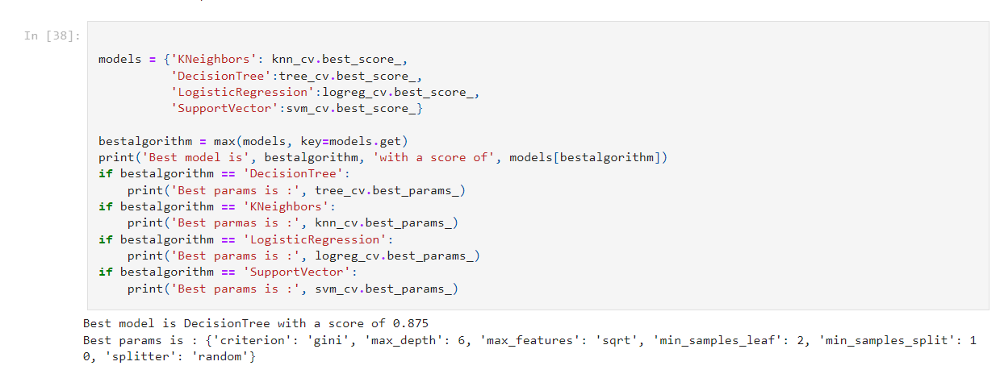 In [38]:
models = {'KNeighbors': knn_cv.best_score_,
          'DecisionTree':tree_cv.best_score_,
          'LogisticRegression':logreg_cv.best_score_,
          'SupportVector':svm_cv.best_score_}
bestalgorithm = max(models, key=models.get)
print('Best model is', bestalgorithm, 'with a score of', models[bestalgorithm])
if bestalgorithm == 'DecisionTree':
    print('Best params is :', tree_cv.best_params_)
if bestalgorithm == 'KNeighbors':
    print('Best parmas is :', knn_cv.best_params_)
if bestalgorithm == 'LogisticRegression':
    print('Best params is :', logreg_cv.best_params_)
if bestalgorithm == 'SupportVector':
    print('Best params is :', svm_cv.best_params_)
Best model is DecisionTree with a score of 0.875
Best params is : {'criterion': 'gini', 'max_depth': 6, 'max_features': 'sqrt', 'min_samples_leaf': 2, 'min_samples_split': 1
0, 'splitter': 'random'}